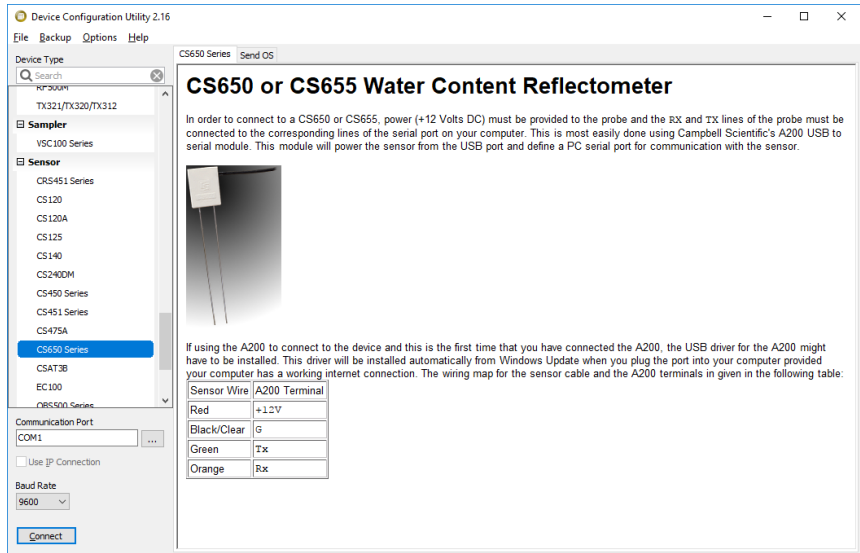 Device Configuration Utility 2.16
File Backup Options Help
Device Type
Search
RF500M
TX321/TX320/TX312
Sampler
VSC100 Series
Sensor
CRS451 Series
CS120
CS120A
CS125
CS140
CS240DM
CS450 Series
CS451 Series
CS475A
CS650 Series
CSAT3B
EC100
OBS500 Series
Communication Port
COM1
...
Use IP Connection
Baud Rate
9600
Connect
CS650 Series Send OS
CS650 or CS655 Water Content Reflectometer
In order to connect to a CS650 or CS655, power (+12 Volts DC) must be provided to the probe and the RX and TX lines of the probe must be
connected to the corresponding lines of the serial port on your computer. This is most easily done using Campbell Scientific's A200 USB to
serial module. This module will power the sensor from the USB port and define a PC serial port for communication with the sensor.
If using the A200 to connect to the device and this is the first time that you have connected the A200, the USB driver for the A200 might
have to be installed. This driver will be installed automatically from Windows Update when you plug the port into your computer provided
your computer has a working internet connection. The wiring map for the sensor cable and the A200 terminals in given in the following table:
Sensor Wire A200 Terminal
Red +12V
Black/Clear G
Green Tx
Orange Rx